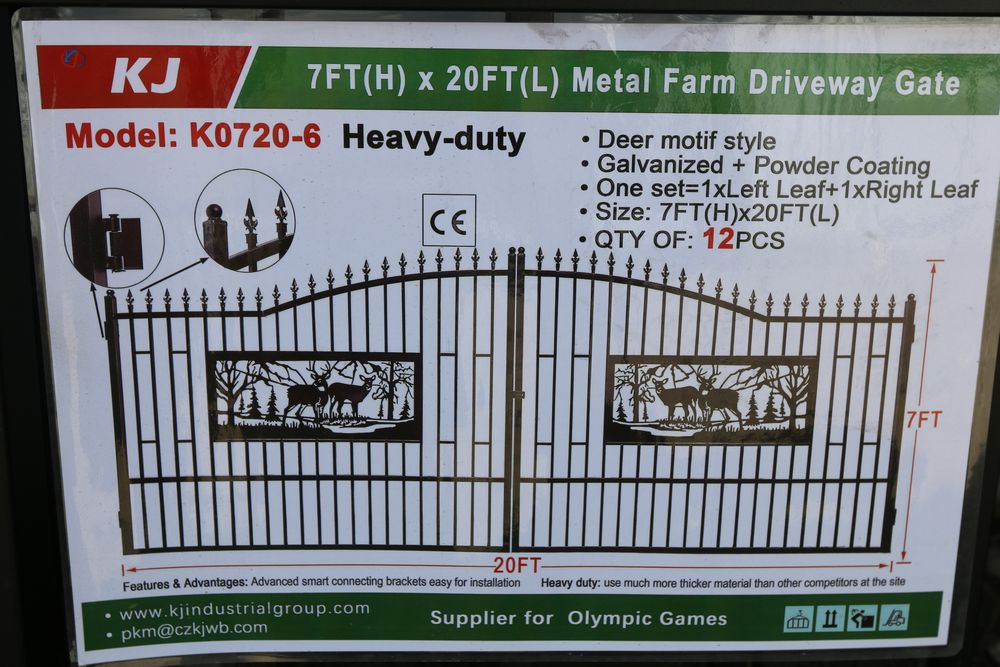 KJ
7FT(H) x 20FT(L) Metal Farm Driveway Gate
Model: K0720-6 Heavy-duty
• Deer motif style
• Galvanized + Powder Coating
• One set=1xLeft Leaf+1xRight Leaf
• Size: 7FT(H)x20FT(L)
• QTY OF: 12PCS
CE
7FT
20FT
Features & Advantages: Advanced smart connecting brackets easy for installation
Heavy duty: use much more thicker material than other competitors at the site
• www.kjindustrialgroup.com
• pkm@czkjwb.com
Supplier for Olympic Games